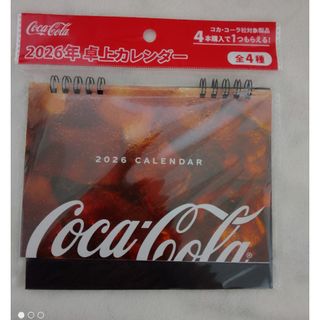 Coca-Cola
2026年 卓上カレンダー
コカ・コーラ社対象製品
4本購入で1つもらえる!
全4種
2026 CALENDAR
Coca-Cola®